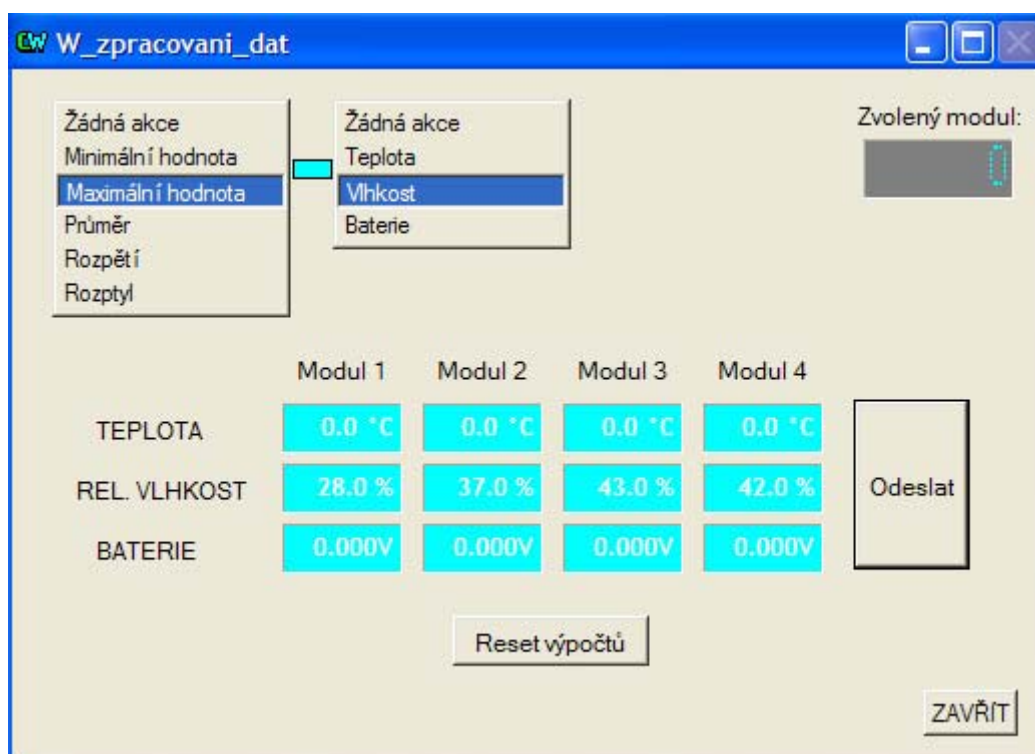 CW W_zpracovani_dat
Žádná akce
Minimální hodnota
Maximální hodnota
Průměr
Rozpětí
Rozptyl
Žádná akce
Teplota
Vlhkost
Baterie
Zvolený modul:
0
Modul 1 Modul 2 Modul 3 Modul 4
TEPLOTA 0.0 °C 0.0 °C 0.0 °C 0.0 °C
REL. VLHKOST 28.0 % 37.0 % 43.0 % 42.0 %
BATERIE 0.000V 0.000V 0.000V 0.000V
Odeslat
Reset výpočtů
ZAVŘÍT